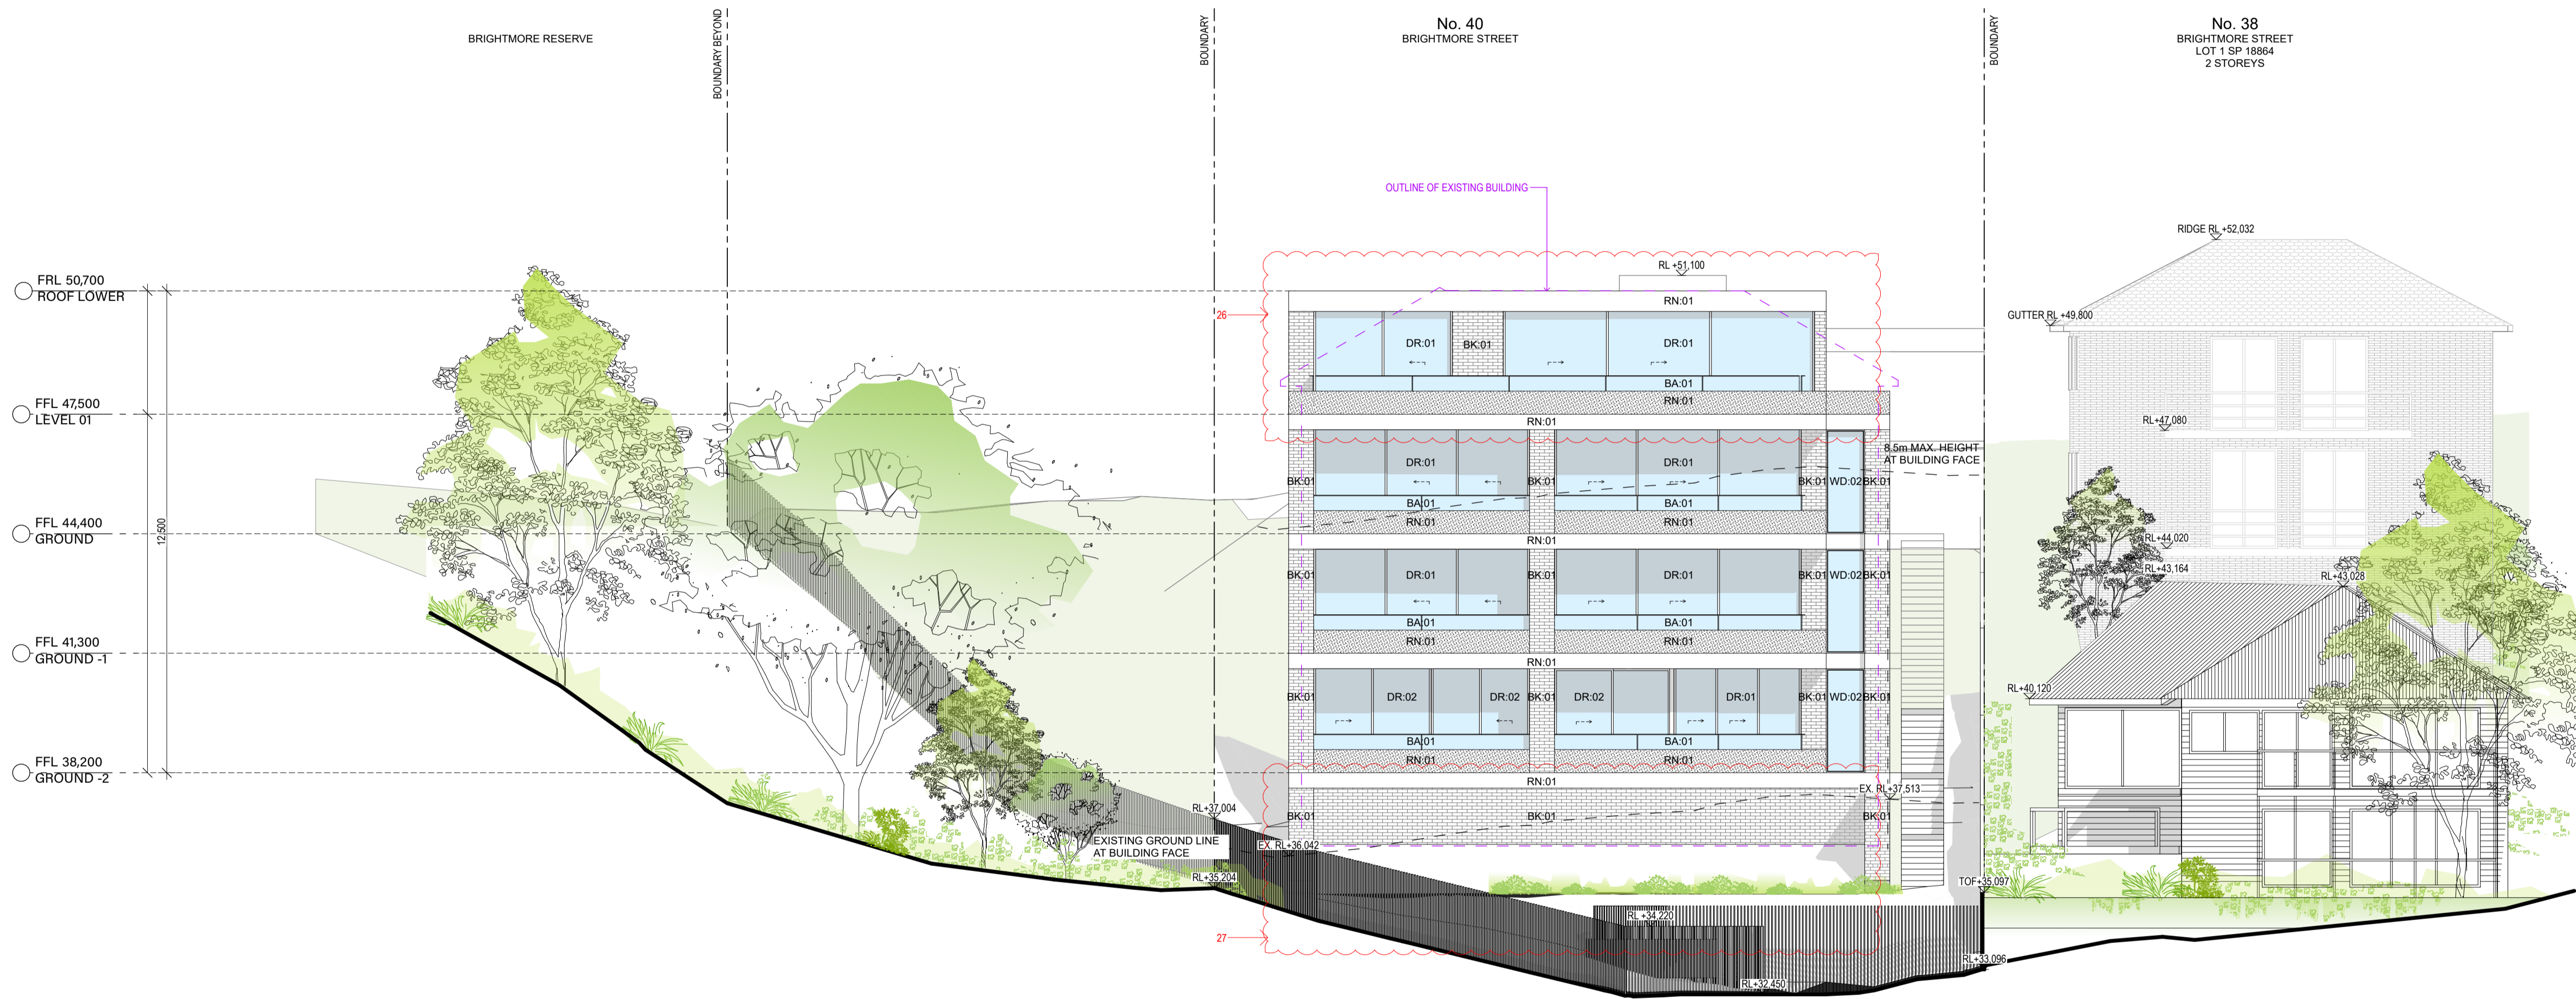 BRIGHTMORE RESERVE
BOUNDARY BEYOND
BOUNDARY
No. 40
BRIGHTMORE STREET
BOUNDARY
No. 38
BRIGHTMORE STREET
LOT 1 SP 18864
2 STOREYS
OUTLINE OF EXISTING BUILDING
RIDGE RL +52,032
RL +51,100
FRL 50,700
ROOF LOWER
RN:01
26
GUTTER RL +49,800
DR:01
BK:01
DR:01
BA:01
RN:01
FFL 47,500
LEVEL 01
RN:01
RL+47,080
8.5m MAX. HEIGHT
AT BUILDING FACE
DR:01
DR:01
BK:01
BK:01
BK:01
WD:02
BK:01
BA:01
BA:01
RN:01
RN:01
FFL 44,400
GROUND
12,500
RN:01
RL+44,020
RL+43,164
RL+43,028
BK:01
DR:01
BK:01
DR:01
BK:01
WD:02
BK:01
BA:01
BA:01
RN:01
RN:01
FFL 41,300
GROUND -1
RN:01
RL+40,120
BK:01
DR:02
DR:02
BK:01
DR:02
DR:01
BK:01
WD:02
BK:01
BA:01
BA:01
RN:01
RN:01
FFL 38,200
GROUND -2
RN:01
EX. RL+37,513
RL+37,004
BK:01
BK:01
BK:01
EXISTING GROUND LINE
AT BUILDING FACE
EX. RL+36,042
RL+35,204
TOF+35,097
RL +34,220
27
RL+33,096
RL+32,450